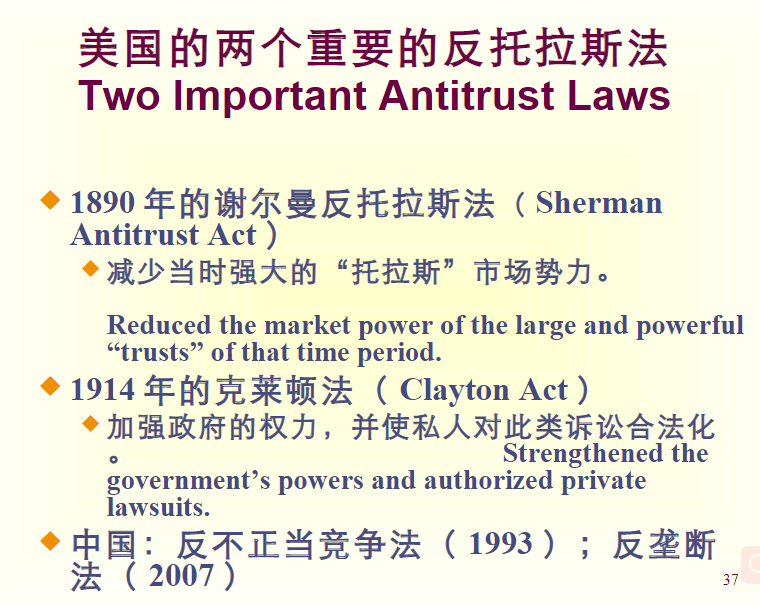 美国的两个重要的反托拉斯法
Two Important Antitrust Laws
1890 年的谢尔曼反托拉斯法（ Sherman
Antitrust Act ）
减少当时强大的“托拉斯”市场势力。
Reduced the market power of the large and powerful
“trusts” of that time period.
1914 年的克莱顿法（ Clayton Act ）
加强政府的权力，并使私人对此类诉讼合法化
。 Strengthened the
government’s powers and authorized private
lawsuits.
中国：反不正当竞争法（ 1993 ）；反垄断
法（ 2007 ）
37